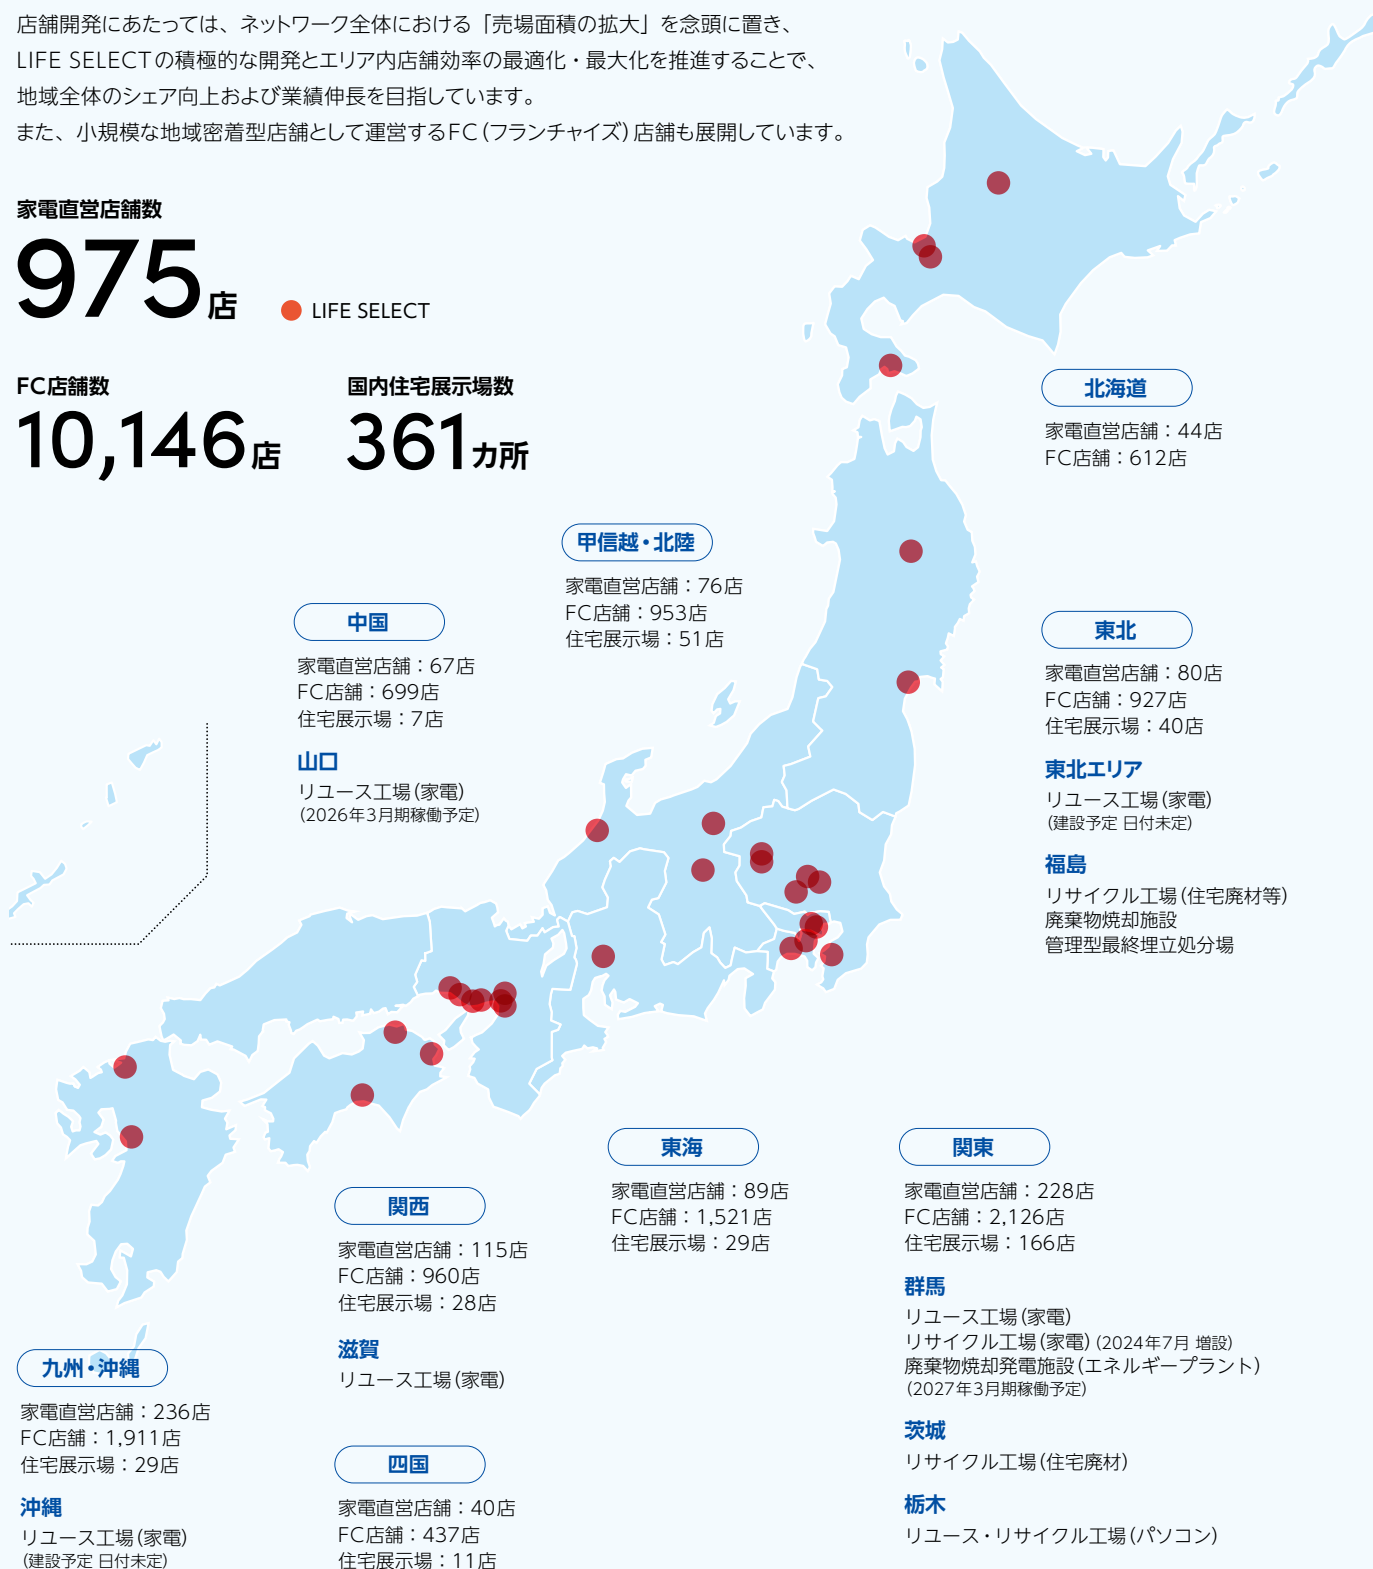 店舗開発にあたっては、ネットワーク全体における「売場面積の拡大」を念頭に置き、
LIFE SELECTの積極的な開発とエリア内店舗効率の最適化・最大化を推進することで、
地域全体のシェア向上および業績伸長を目指しています。
また、小規模な地域密着型店舗として運営するFC(フランチャイズ)店舗も展開しています。
家電直営店舗数
975店
LIFE SELECT
FC店舗数
10,146店
国内住宅展示場数
361カ所
北海道
家電直営店舗：44店
FC店舗：612店
甲信越・北陸
家電直営店舗：76店
FC店舗：953店
住宅展示場：51店
中国
家電直営店舗：67店
FC店舗：699店
住宅展示場：7店
山口
リユース工場(家電)
(2026年3月期稼働予定)
東北
家電直営店舗：80店
FC店舗：927店
住宅展示場：40店
東北エリア
リユース工場(家電)
(建設予定 日付未定)
福島
リサイクル工場(住宅廃材等)
廃棄物焼却施設
管理型最終埋立処分場
東海
家電直営店舗：89店
FC店舗：1,521店
住宅展示場：29店
関東
家電直営店舗：228店
FC店舗：2,126店
住宅展示場：166店
群馬
リユース工場(家電)
リサイクル工場(家電) (2024年7月 増設)
廃棄物焼却発電施設(エネルギープラント)
(2027年3月期稼働予定)
茨城
リサイクル工場(住宅廃材)
栃木
リユース・リサイクル工場(パソコン)
関西
家電直営店舗：115店
FC店舗：960店
住宅展示場：28店
滋賀
リユース工場(家電)
四国
家電直営店舗：40店
FC店舗：437店
住宅展示場：11店
九州・沖縄
家電直営店舗：236店
FC店舗：1,911店
住宅展示場：29店
沖縄
リユース工場(家電)
(建設予定 日付未定)